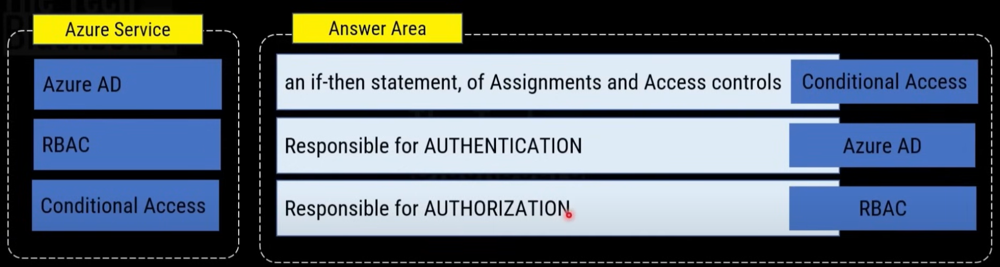 Azure Service
Azure AD
RBAC
Conditional Access
Answer Area
an if-then statement, of Assignments and Access controls
Conditional Access
Responsible for AUTHENTICATION
Azure AD
Responsible for AUTHORIZATION
RBAC